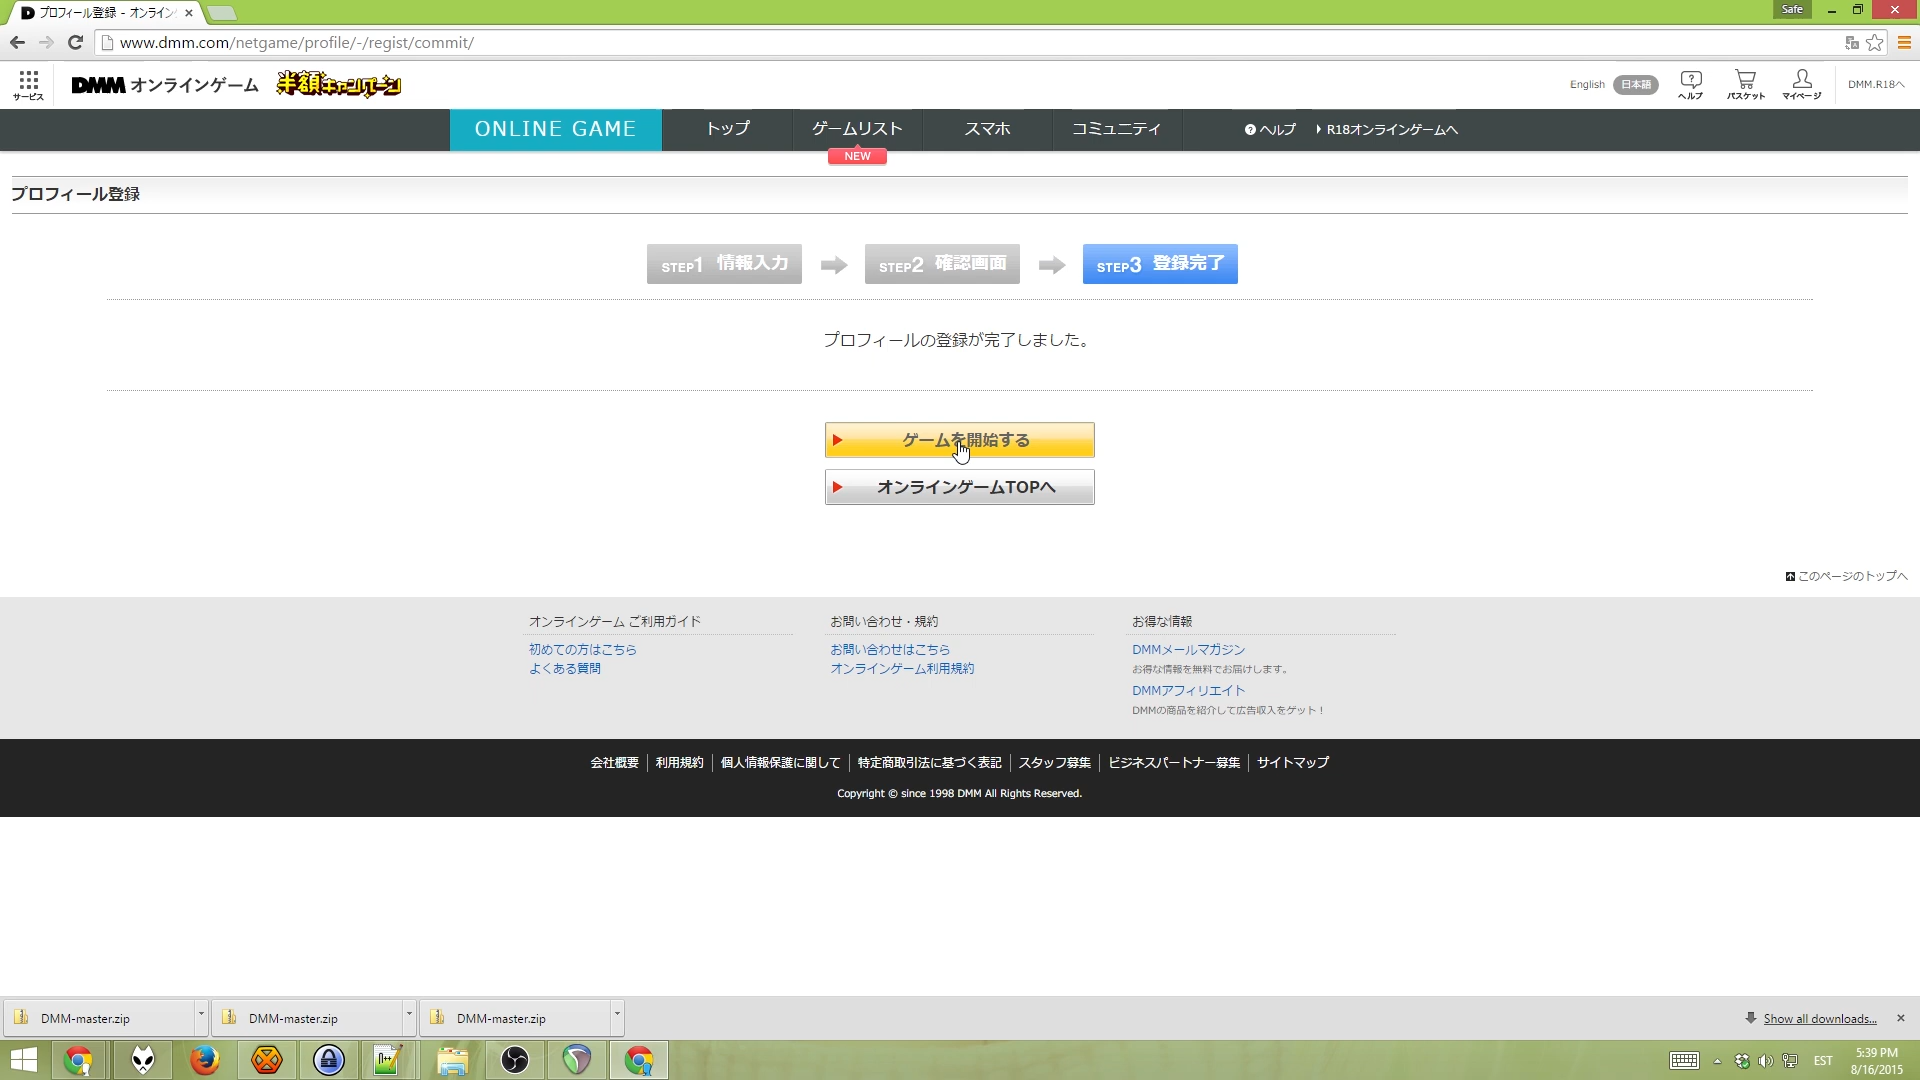 プロフィール登録 - オンライン
Safe
www.dmm.com/netgame/profile/-/regist/commit/
サービス
DMM オンラインゲーム
半額キャンペーン
English
日本語
ヘルプ
バスケット
マイページ
DMM.R18へ
ONLINE GAME
トップ
ゲームリスト
NEW
スマホ
コミュニティ
ヘルプ
R18オンラインゲームへ
プロフィール登録
STEP1 情報入力
STEP2 確認画面
STEP3 登録完了
プロフィールの登録が完了しました。
ゲームを開始する
オンラインゲームTOPへ
このページのトップへ
オンラインゲーム ご利用ガイド
初めての方はこちら
よくある質問
お問い合わせ・規約
お問い合わせはこちら
オンラインゲーム利用規約
お得な情報
DMMメールマガジン
お得な情報を無料でお届けします。
DMMアフィリエイト
DMMの商品を紹介して広告収入をゲット！
会社概要 利用規約 個人情報保護に関して 特定商取引法に基づく表記 スタッフ募集 ビジネスパートナー募集 サイトマップ
Copyright © since 1998 DMM All Rights Reserved.
DMM-master.zip
DMM-master.zip
DMM-master.zip
Show all downloads...
EST
5:39 PM
8/16/2015